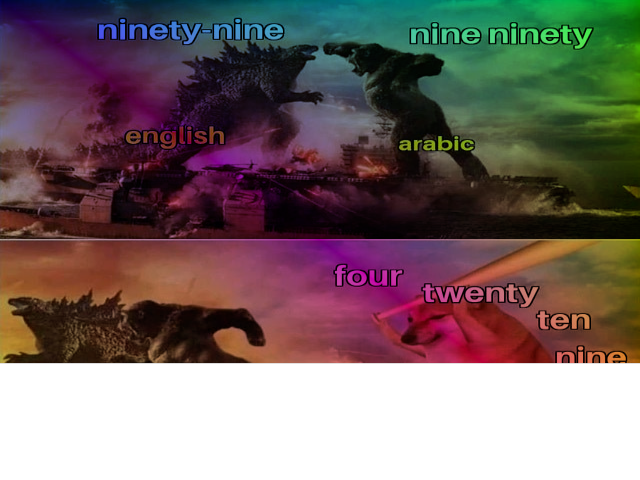 ninety-nine
nine ninety
english
arabic
four
twenty
ten
nine